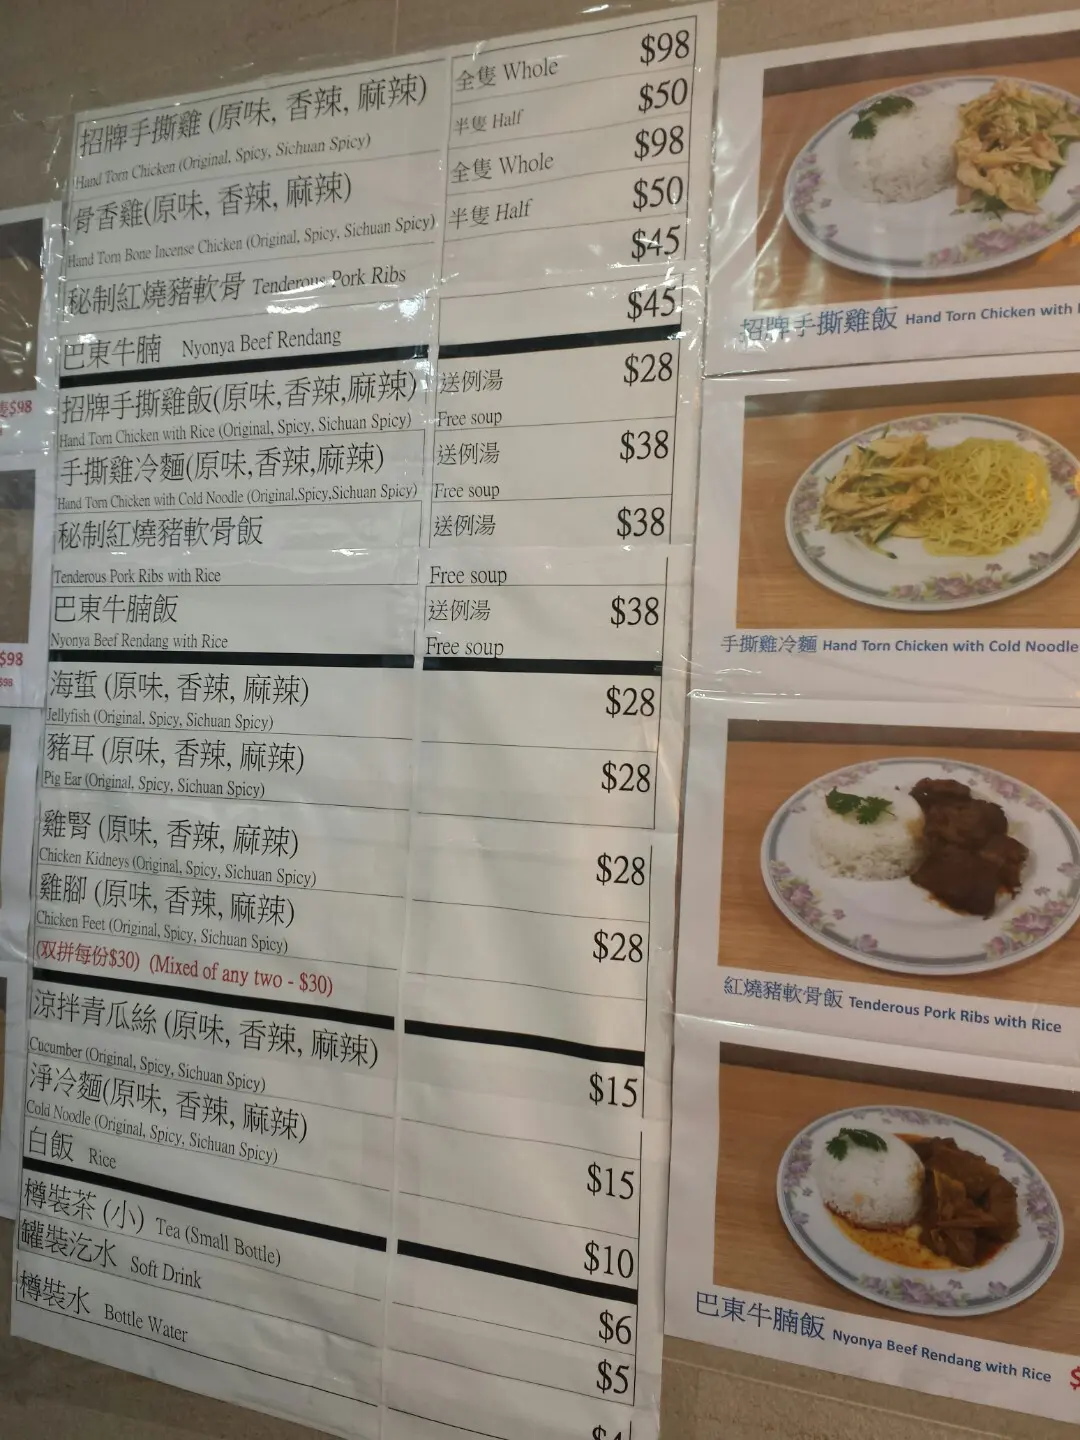 招牌手撕雞 (原味, 香辣, 麻辣) 全隻 Whole $98
Hand Torn Chicken (Original, Spicy, Sichuan Spicy) 半隻 Half $50
骨香雞(原味, 香辣, 麻辣) 全隻 Whole $98
Hand Torn Bone Incense Chicken (Original, Spicy, Sichuan Spicy) 半隻 Half $50
秘制紅燒豬軟骨 Tenderous Pork Ribs $45
巴東牛腩 Nyonya Beef Rendang $45
招牌手撕雞飯(原味,香辣,麻辣) 送例湯 $28
Hand Torn Chicken with Rice (Original, Spicy, Sichuan Spicy) Free soup
手撕雞冷麵(原味,香辣,麻辣) 送例湯 $38
Hand Torn Chicken with Cold Noodle (Original,Spicy,Sichuan Spicy) Free soup
秘制紅燒豬軟骨飯 送例湯 $38
Tenderous Pork Ribs with Rice Free soup
巴東牛腩飯 送例湯 $38
Nyonya Beef Rendang with Rice Free soup
海蜇 (原味, 香辣, 麻辣) $28
Jellyfish (Original, Spicy, Sichuan Spicy)
豬耳 (原味, 香辣, 麻辣) $28
Pig Ear (Original, Spicy, Sichuan Spicy)
雞腎 (原味, 香辣, 麻辣) $28
Chicken Kidneys (Original, Spicy, Sichuan Spicy)
雞腳 (原味, 香辣, 麻辣) $28
Chicken Feet (Original, Spicy, Sichuan Spicy)
(双拼每份$30) (Mixed of any two - $30)
涼拌青瓜絲 (原味, 香辣, 麻辣) $15
Cucumber (Original, Spicy, Sichuan Spicy)
淨冷麵(原味, 香辣, 麻辣) $15
Cold Noodle (Original, Spicy, Sichuan Spicy)
白飯 Rice $10
樽裝茶 (小) Tea (Small Bottle) $6
罐裝汽水 Soft Drink $5
樽裝水 Bottle Water
招牌手撕雞飯 Hand Torn Chicken with
手撕雞冷麵 Hand Torn Chicken with Cold Noodle
紅燒豬軟骨飯 Tenderous Pork Ribs with Rice
巴東牛腩飯 Nyonya Beef Rendang with Rice
隻$98
$98
$98